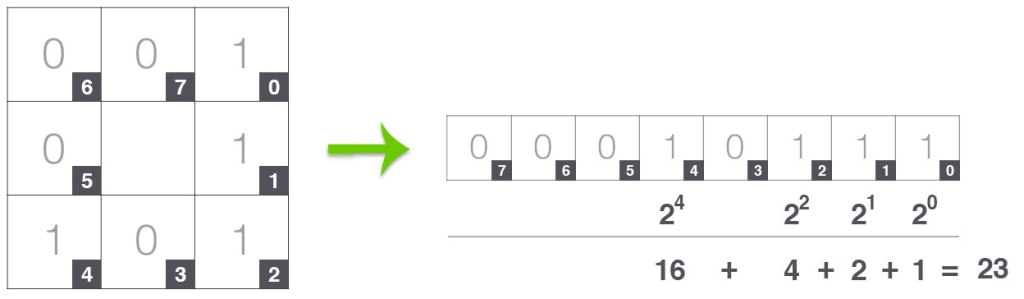 0 0 1
6 7 0
0 1
5 1
1 0 1
4 3 2
0 0 0 1 0 1 1 1
7 6 5 4 3 2 1 0
2⁴ 2² 2¹ 2⁰
16 + 4 + 2 + 1 = 23